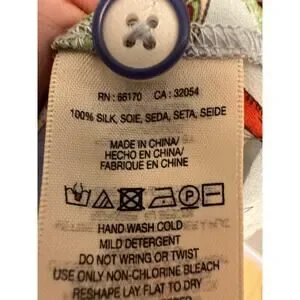 RN : 66170 CA : 32054
100% SILK, SOIE, SEDA, SETA, SEIDE
MADE IN CHINA/
HECHO EN CHINA/
FABRIQUE EN CHINE
HAND WASH COLD
MILD DETERGENT
DO NOT WRING OR TWIST
USE ONLY NON-CHLORINE BLEACH
RESHAPE LAY FLAT TO DRY